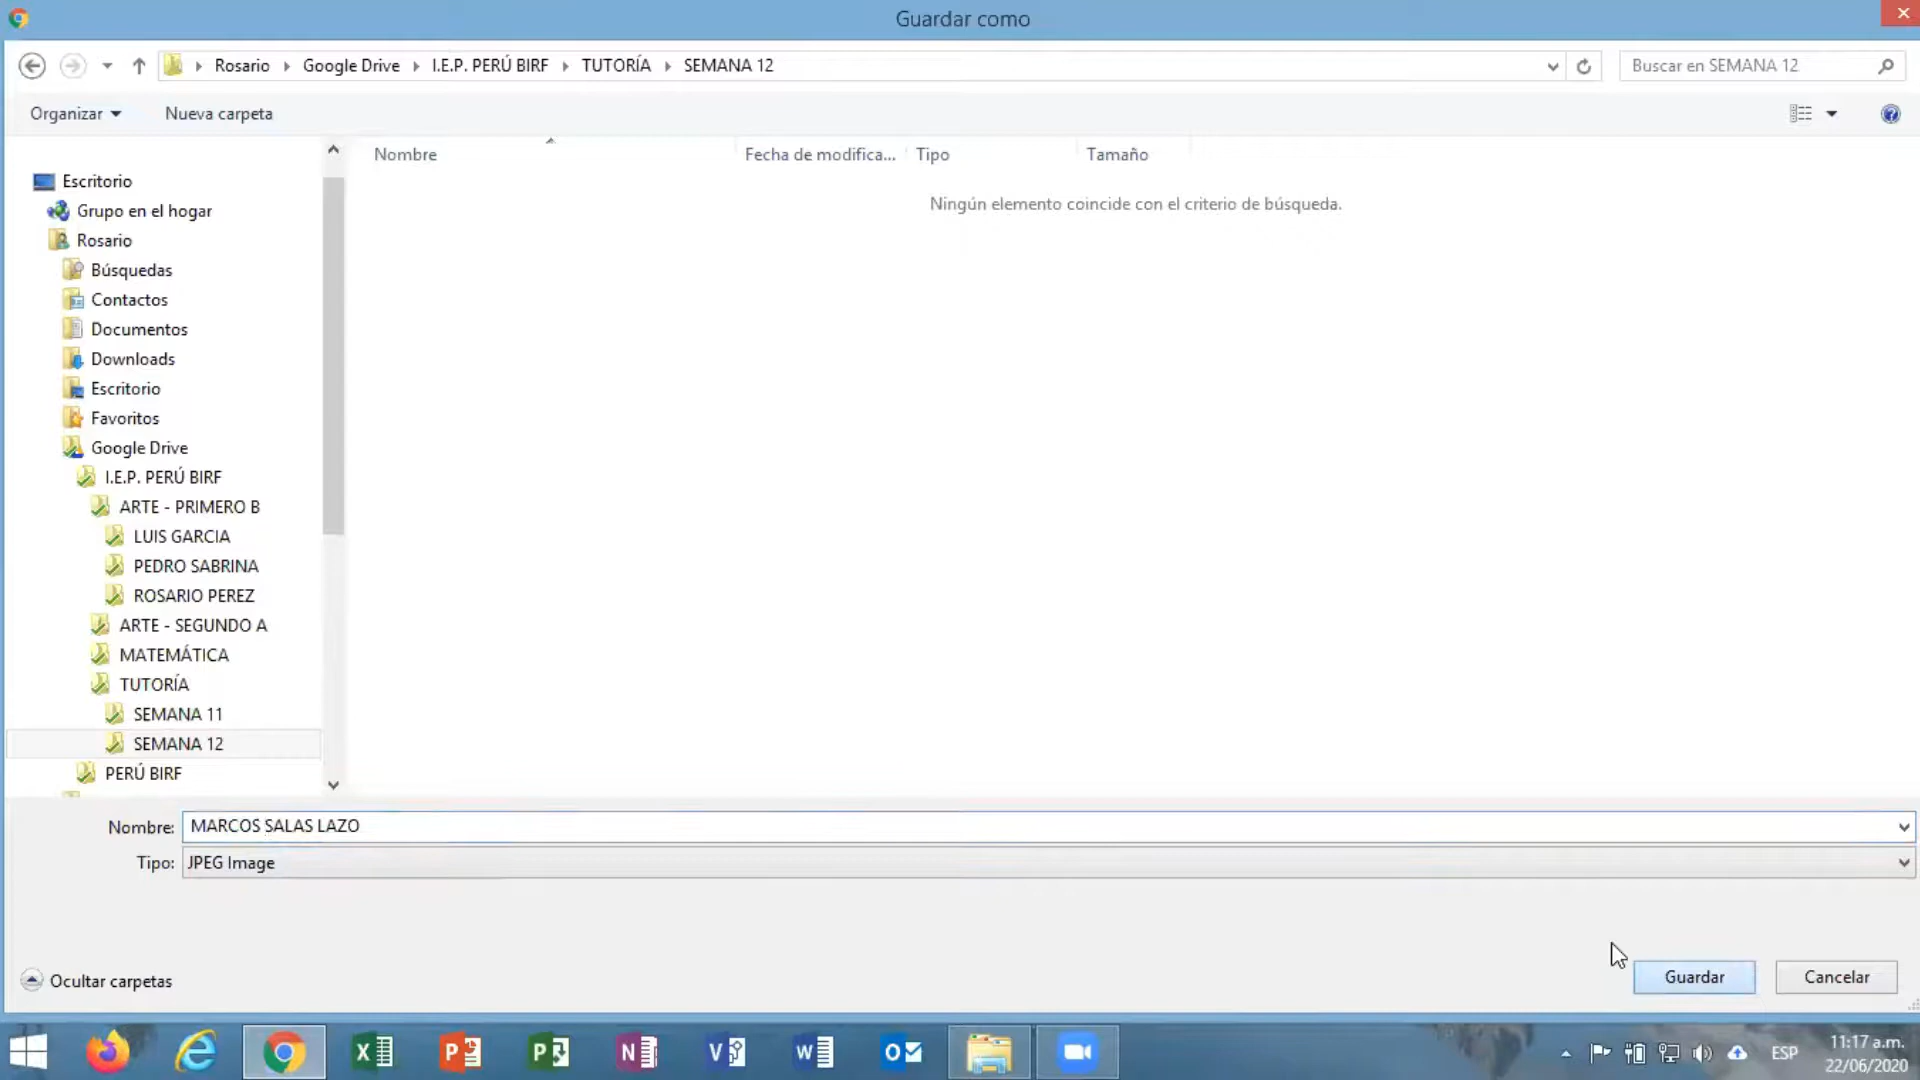 Guardar como
Rosario Google Drive I.E.P. PERÚ BIRF TUTORÍA SEMANA 12
Buscar en SEMANA 12
Organizar Nueva carpeta
Nombre Fecha de modifica... Tipo Tamaño
Ningún elemento coincide con el criterio de búsqueda.
Escritorio
Grupo en el hogar
Rosario
Búsquedas
Contactos
Documentos
Downloads
Escritorio
Favoritos
Google Drive
I.E.P. PERÚ BIRF
ARTE - PRIMERO B
LUIS GARCIA
PEDRO SABRINA
ROSARIO PEREZ
ARTE - SEGUNDO A
MATEMÁTICA
TUTORÍA
SEMANA 11
SEMANA 12
PERÚ BIRF
Nombre: MARCOS SALAS LAZO
Tipo: JPEG Image
Ocultar carpetas
Guardar Cancelar
ESP
11:17 a.m.
22/06/2020